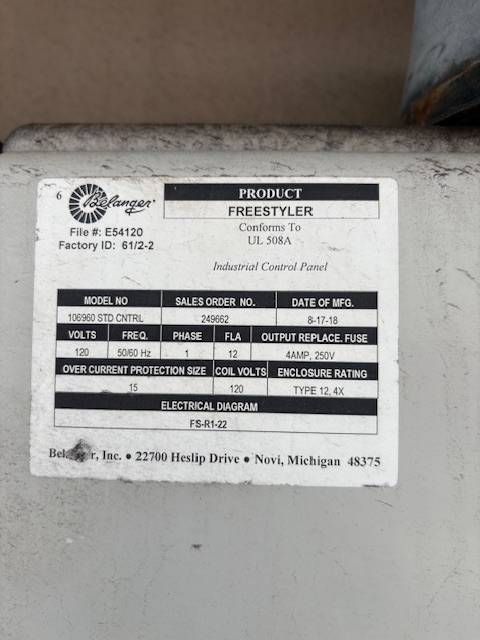 6
Belanger®
PRODUCT
FREESTYLER
File #: E54120
Factory ID: 61/2-2
Conforms To
UL 508A
Industrial Control Panel
MODEL NO SALES ORDER NO. DATE OF MFG.
106960 STD CNTRL 249662 8-17-18
VOLTS FREQ. PHASE FLA OUTPUT REPLACE. FUSE
120 50/60 Hz 1 12 4AMP, 250V
OVER CURRENT PROTECTION SIZE COIL VOLTS ENCLOSURE RATING
15 120 TYPE 12, 4X
ELECTRICAL DIAGRAM
FS-R1-22
Belanger, Inc. • 22700 Heslip Drive • Novi, Michigan 48375